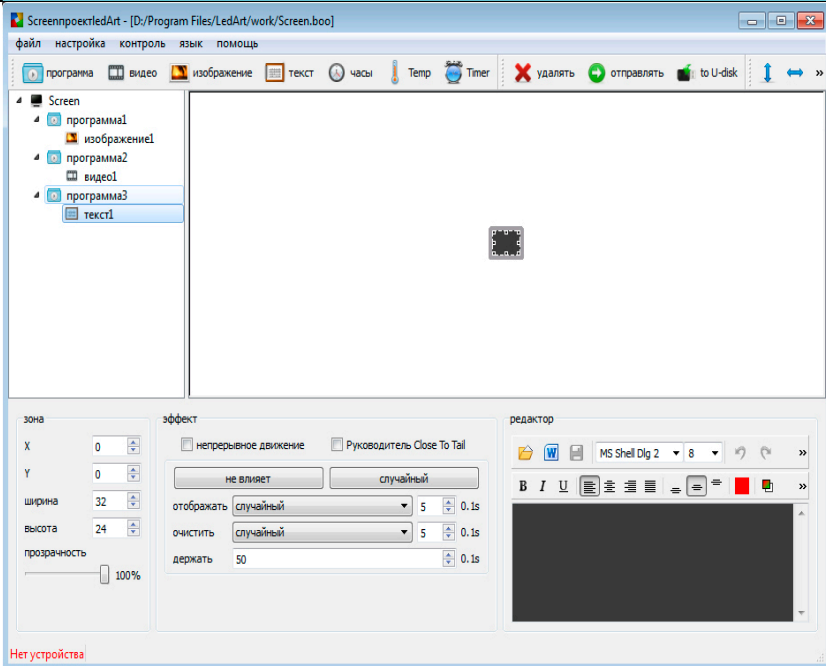 ScreenпроектledArt - [D:/Program Files/LedArt/work/Screen.boo]
файл настройка контроль язык помощь
программа видео изображение текст часы Temp Timer удалять отправлять to U-disk »
Screen
программа1
изображение1
программа2
видео1
программа3
текст1
зона
X 0
Y 0
ширина 32
высота 24
прозрачность
100%
эффект
непрерывное движение Руководитель Close To Tail
не влияет случайный
отображать случайный 5 0.1s
очистить случайный 5 0.1s
держать 50 0.1s
редактор
W MS Shell Dlg 2 8 »
B I U »
Нет устройства